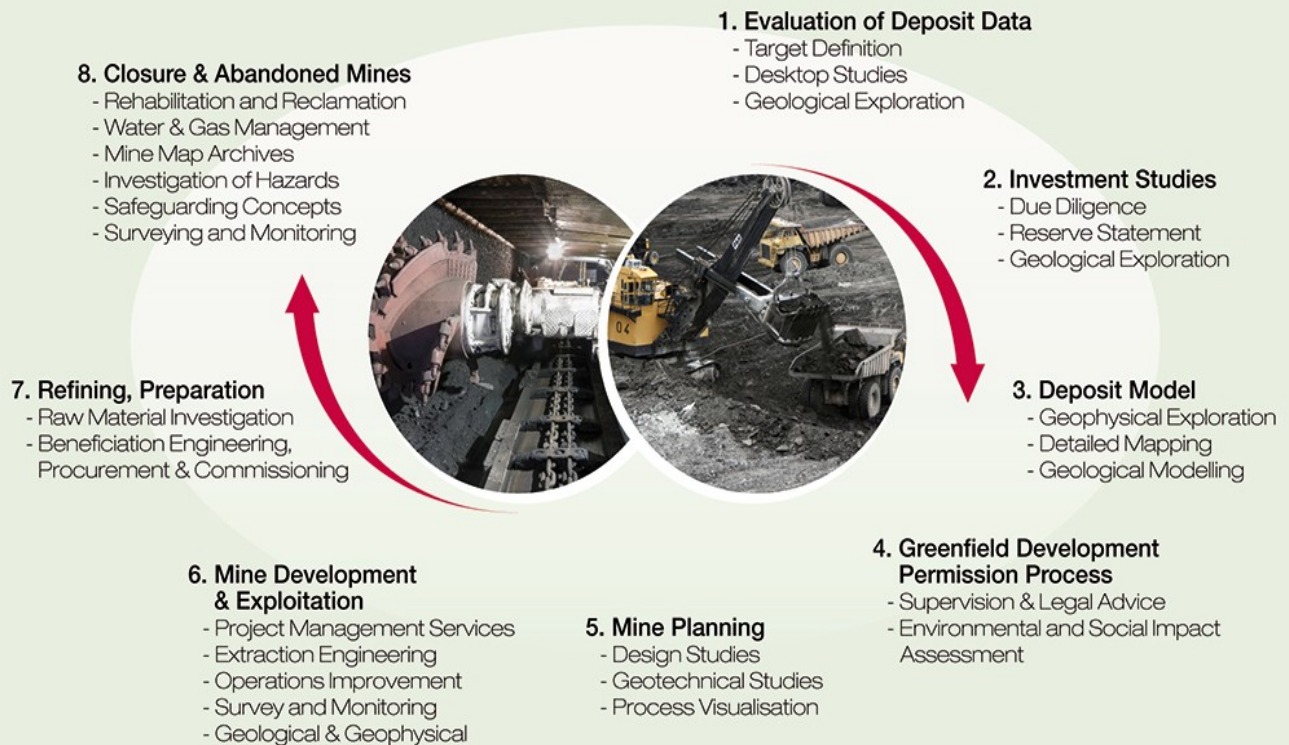 1. Evaluation of Deposit Data
- Target Definition
- Desktop Studies
- Geological Exploration
2. Investment Studies
- Due Diligence
- Reserve Statement
- Geological Exploration
3. Deposit Model
- Geophysical Exploration
- Detailed Mapping
- Geological Modelling
4. Greenfield Development
Permission Process
- Supervision & Legal Advice
- Environmental and Social Impact
Assessment
5. Mine Planning
- Design Studies
- Geotechnical Studies
- Process Visualisation
6. Mine Development
& Exploitation
- Project Management Services
- Extraction Engineering
- Operations Improvement
- Survey and Monitoring
- Geological & Geophysical
7. Refining, Preparation
- Raw Material Investigation
- Beneficiation Engineering,
Procurement & Commissioning
8. Closure & Abandoned Mines
- Rehabilitation and Reclamation
- Water & Gas Management
- Mine Map Archives
- Investigation of Hazards
- Safeguarding Concepts
- Surveying and Monitoring
04